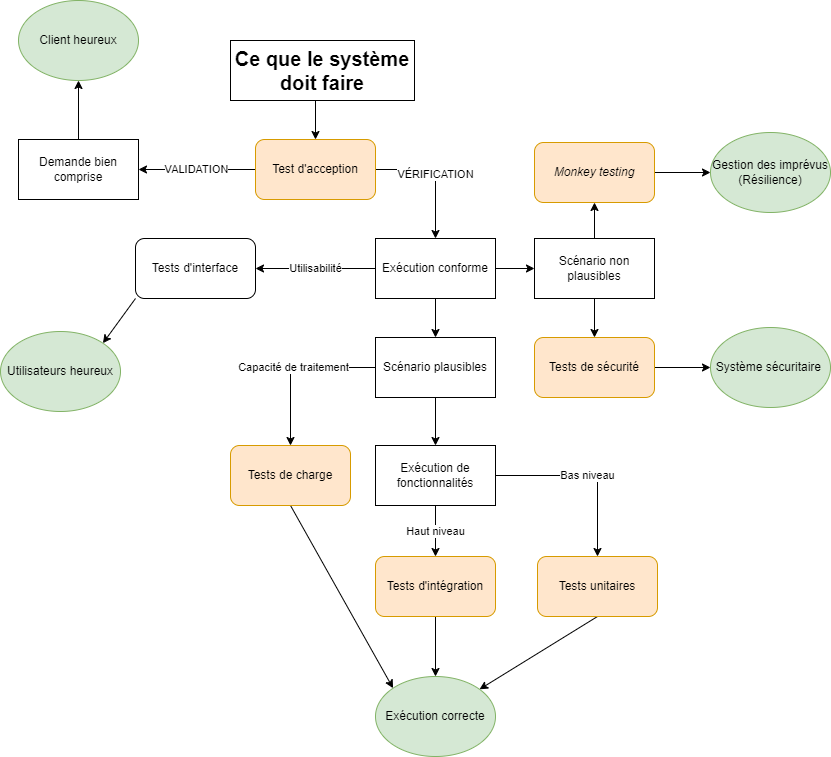 Client heureux
Ce que le système
doit faire
Demande bien
comprise
VALIDATION
Test d'acception
VÉRIFICATION
Monkey testing
Gestion des imprévus
(Résilience)
Tests d'interface
Utilisabilité
Exécution conforme
Scénario non
plausibles
Utilisateurs heureux
Capacité de traitement
Scénario plausibles
Tests de sécurité
Système sécuritaire
Tests de charge
Exécution de
fonctionnalités
Bas niveau
Haut niveau
Tests d'intégration
Tests unitaires
Exécution correcte